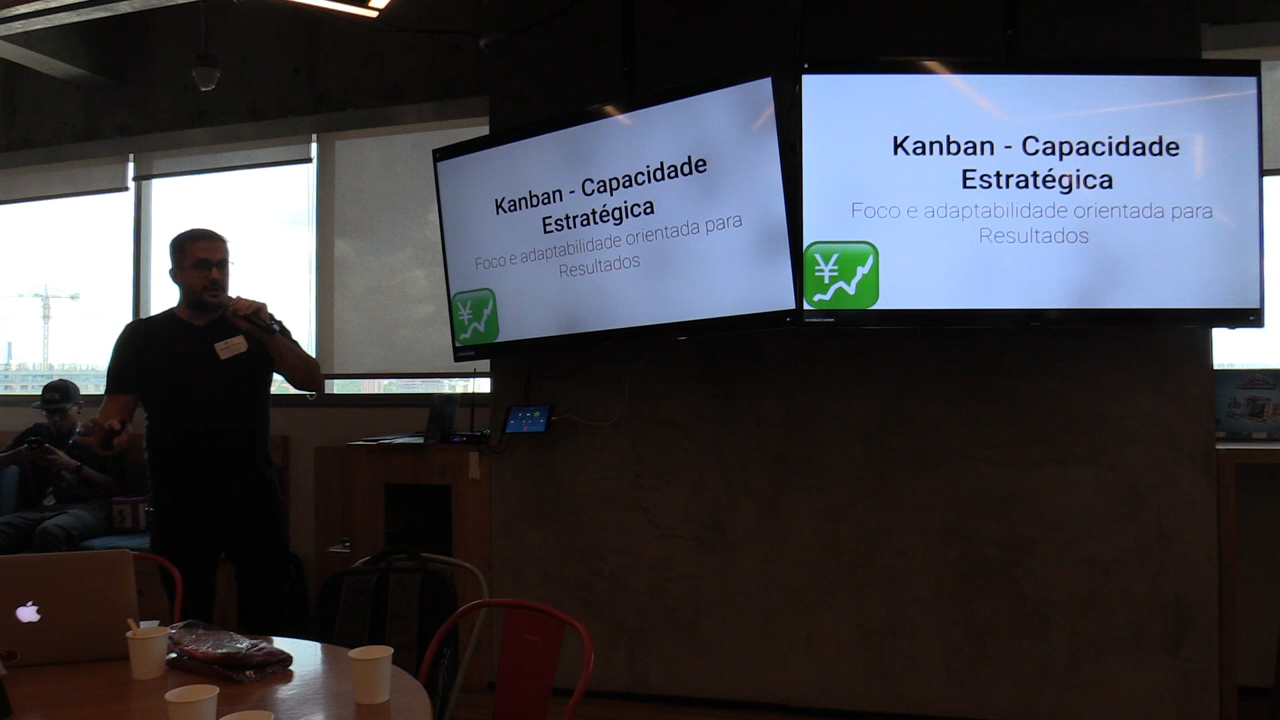 Kanban - Capacidade
Estratégica
Foco e adaptabilidade orientada para
Resultados
¥
Kanban - Capacidade
Estratégica
Foco e adaptabilidade orientada para
Resultados
¥